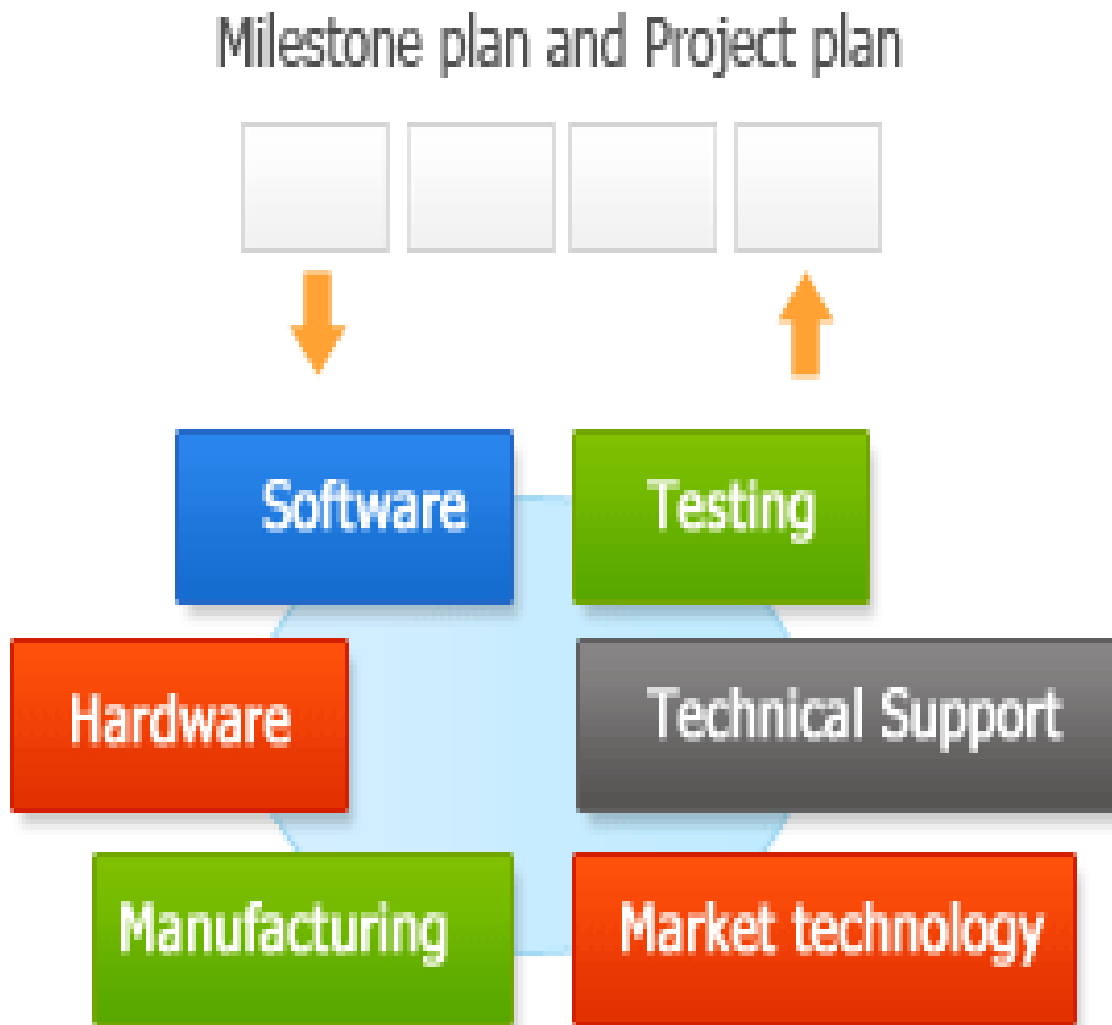 Milestone plan and Project plan
Software
Testing
Hardware
Technical Support
Manufacturing
Market technology